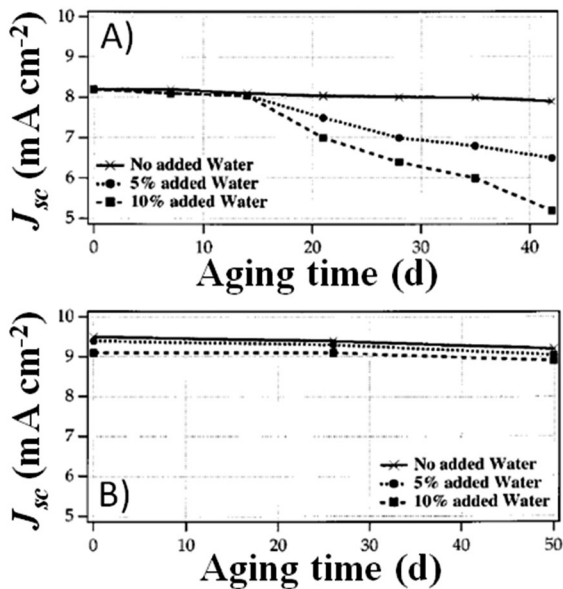 A)
10
9
8
7
6
5
J_sc (mA cm⁻²)
No added Water
5% added Water
10% added Water
0
10
20
30
40
Aging time (d)
B)
10
9
8
7
6
5
J_sc (mA cm⁻²)
No added Water
5% added Water
10% added Water
0
10
20
30
40
50
Aging time (d)